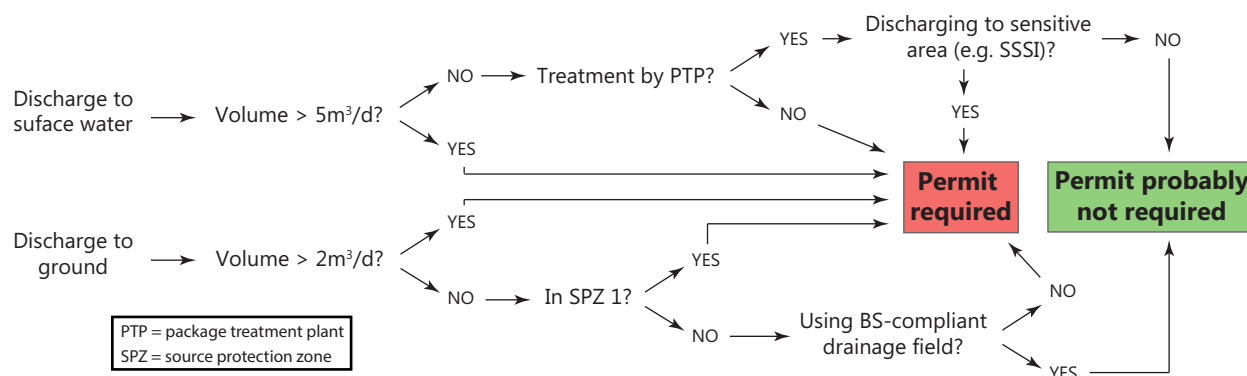 Discharge to
suface water
Volume > 5m³/d?
NO
Treatment by PTP?
YES
Discharging to sensitive
area (e.g. SSSI)?
NO
YES
NO
YES
Permit
required
Permit probably
not required
Discharge to
ground
Volume > 2m³/d?
YES
NO
In SPZ 1?
YES
NO
Using BS-compliant
drainage field?
NO
YES
PTP = package treatment plant
SPZ = source protection zone